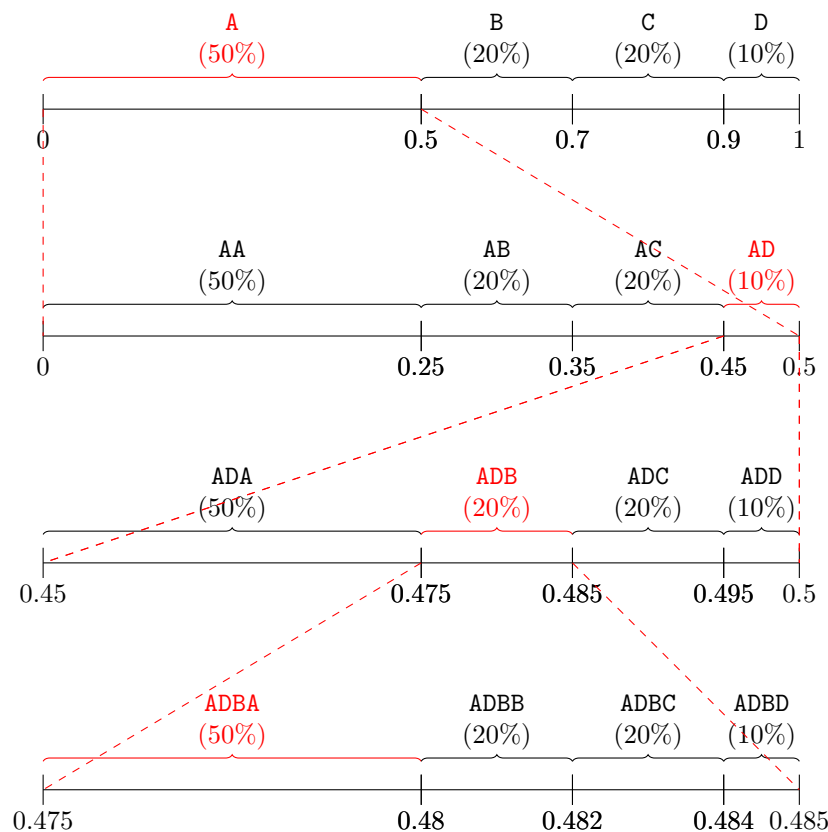 A B C D
(50%) (20%) (20%) (10%)
0 0.5 0.7 0.9 1
AA AB AC AD
(50%) (20%) (20%) (10%)
0 0.25 0.35 0.45 0.5
ADA ADB ADC ADD
(50%) (20%) (20%) (10%)
0.45 0.475 0.485 0.495 0.5
ADBA ADBB ADBC ADBD
(50%) (20%) (20%) (10%)
0.475 0.48 0.482 0.484 0.485